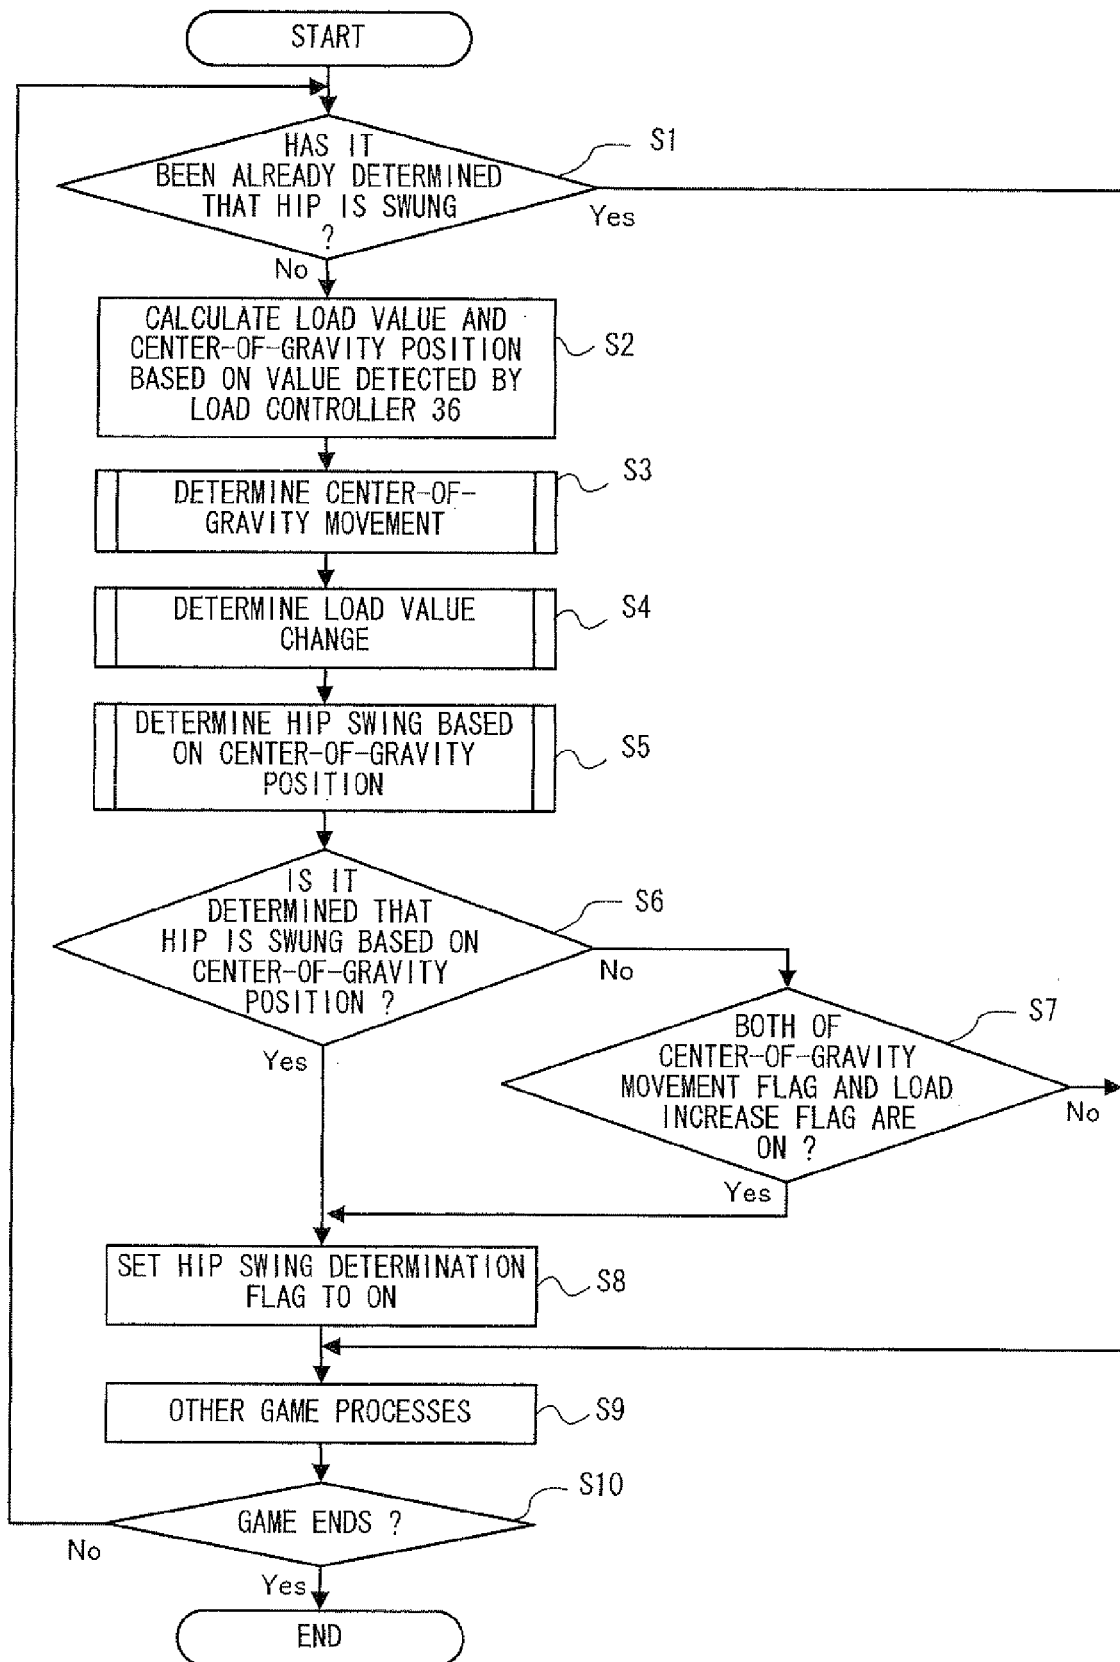 START
HAS IT
BEEN ALREADY DETERMINED
THAT HIP IS SWUNG
?
S1
Yes
No
CALCULATE LOAD VALUE AND
CENTER-OF-GRAVITY POSITION
BASED ON VALUE DETECTED BY
LOAD CONTROLLER 36
S2
DETERMINE CENTER-OF-
GRAVITY MOVEMENT
S3
DETERMINE LOAD VALUE
CHANGE
S4
DETERMINE HIP SWING BASED
ON CENTER-OF-GRAVITY
POSITION
S5
IS IT
DETERMINED THAT
HIP IS SWUNG BASED ON
CENTER-OF-GRAVITY
POSITION ?
S6
No
Yes
BOTH OF
CENTER-OF-GRAVITY
MOVEMENT FLAG AND LOAD
INCREASE FLAG ARE
ON ?
S7
No
Yes
SET HIP SWING DETERMINATION
FLAG TO ON
S8
OTHER GAME PROCESSES
S9
GAME ENDS ?
S10
No
Yes
END